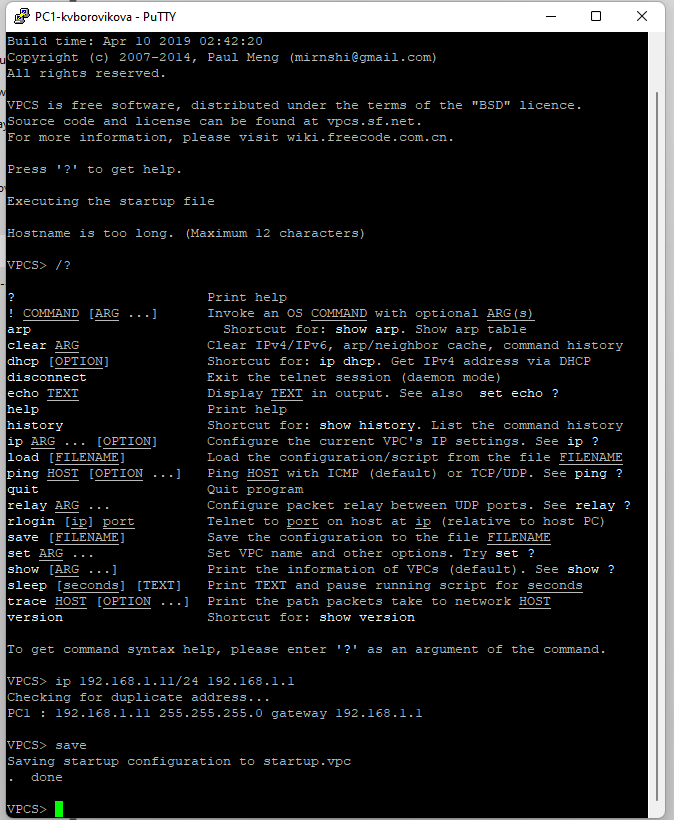 PC1-kvborovikova - PuTTY
Build time: Apr 10 2019 02:42:20
Copyright (c) 2007-2014, Paul Meng (mirnshi@gmail.com)
All rights reserved.
VPCS is free software, distributed under the terms of the "BSD" licence.
Source code and license can be found at vpcs.sf.net.
For more information, please visit wiki.freecode.com.cn.
Press '?' to get help.
Executing the startup file
Hostname is too long. (Maximum 12 characters)
VPCS> /?
? Print help
! COMMAND [ARG ...] Invoke an OS COMMAND with optional ARG(s)
arp Shortcut for: show arp. Show arp table
clear ARG Clear IPv4/IPv6, arp/neighbor cache, command history
dhcp [OPTION] Shortcut for: ip dhcp. Get IPv4 address via DHCP
disconnect Exit the telnet session (daemon mode)
echo TEXT Display TEXT in output. See also set echo ?
help Print help
history Shortcut for: show history. List the command history
ip ARG ... [OPTION] Configure the current VPC's IP settings. See ip ?
load [FILENAME] Load the configuration/script from the file FILENAME
ping HOST [OPTION ...] Ping HOST with ICMP (default) or TCP/UDP. See ping ?
quit Quit program
relay ARG ... Configure packet relay between UDP ports. See relay ?
rlogin [ip] port Telnet to port on host at ip (relative to host PC)
save [FILENAME] Save the configuration to the file FILENAME
set ARG ... Set VPC name and other options. Try set ?
show [ARG ...] Print the information of VPCs (default). See show ?
sleep [seconds] [TEXT] Print TEXT and pause running script for seconds
trace HOST [OPTION ...] Print the path packets take to network HOST
version Shortcut for: show version
To get command syntax help, please enter '?' as an argument of the command.
VPCS> ip 192.168.1.11/24 192.168.1.1
Checking for duplicate address...
PC1 : 192.168.1.11 255.255.255.0 gateway 192.168.1.1
VPCS> save
Saving startup configuration to startup.vpc
. done
VPCS>